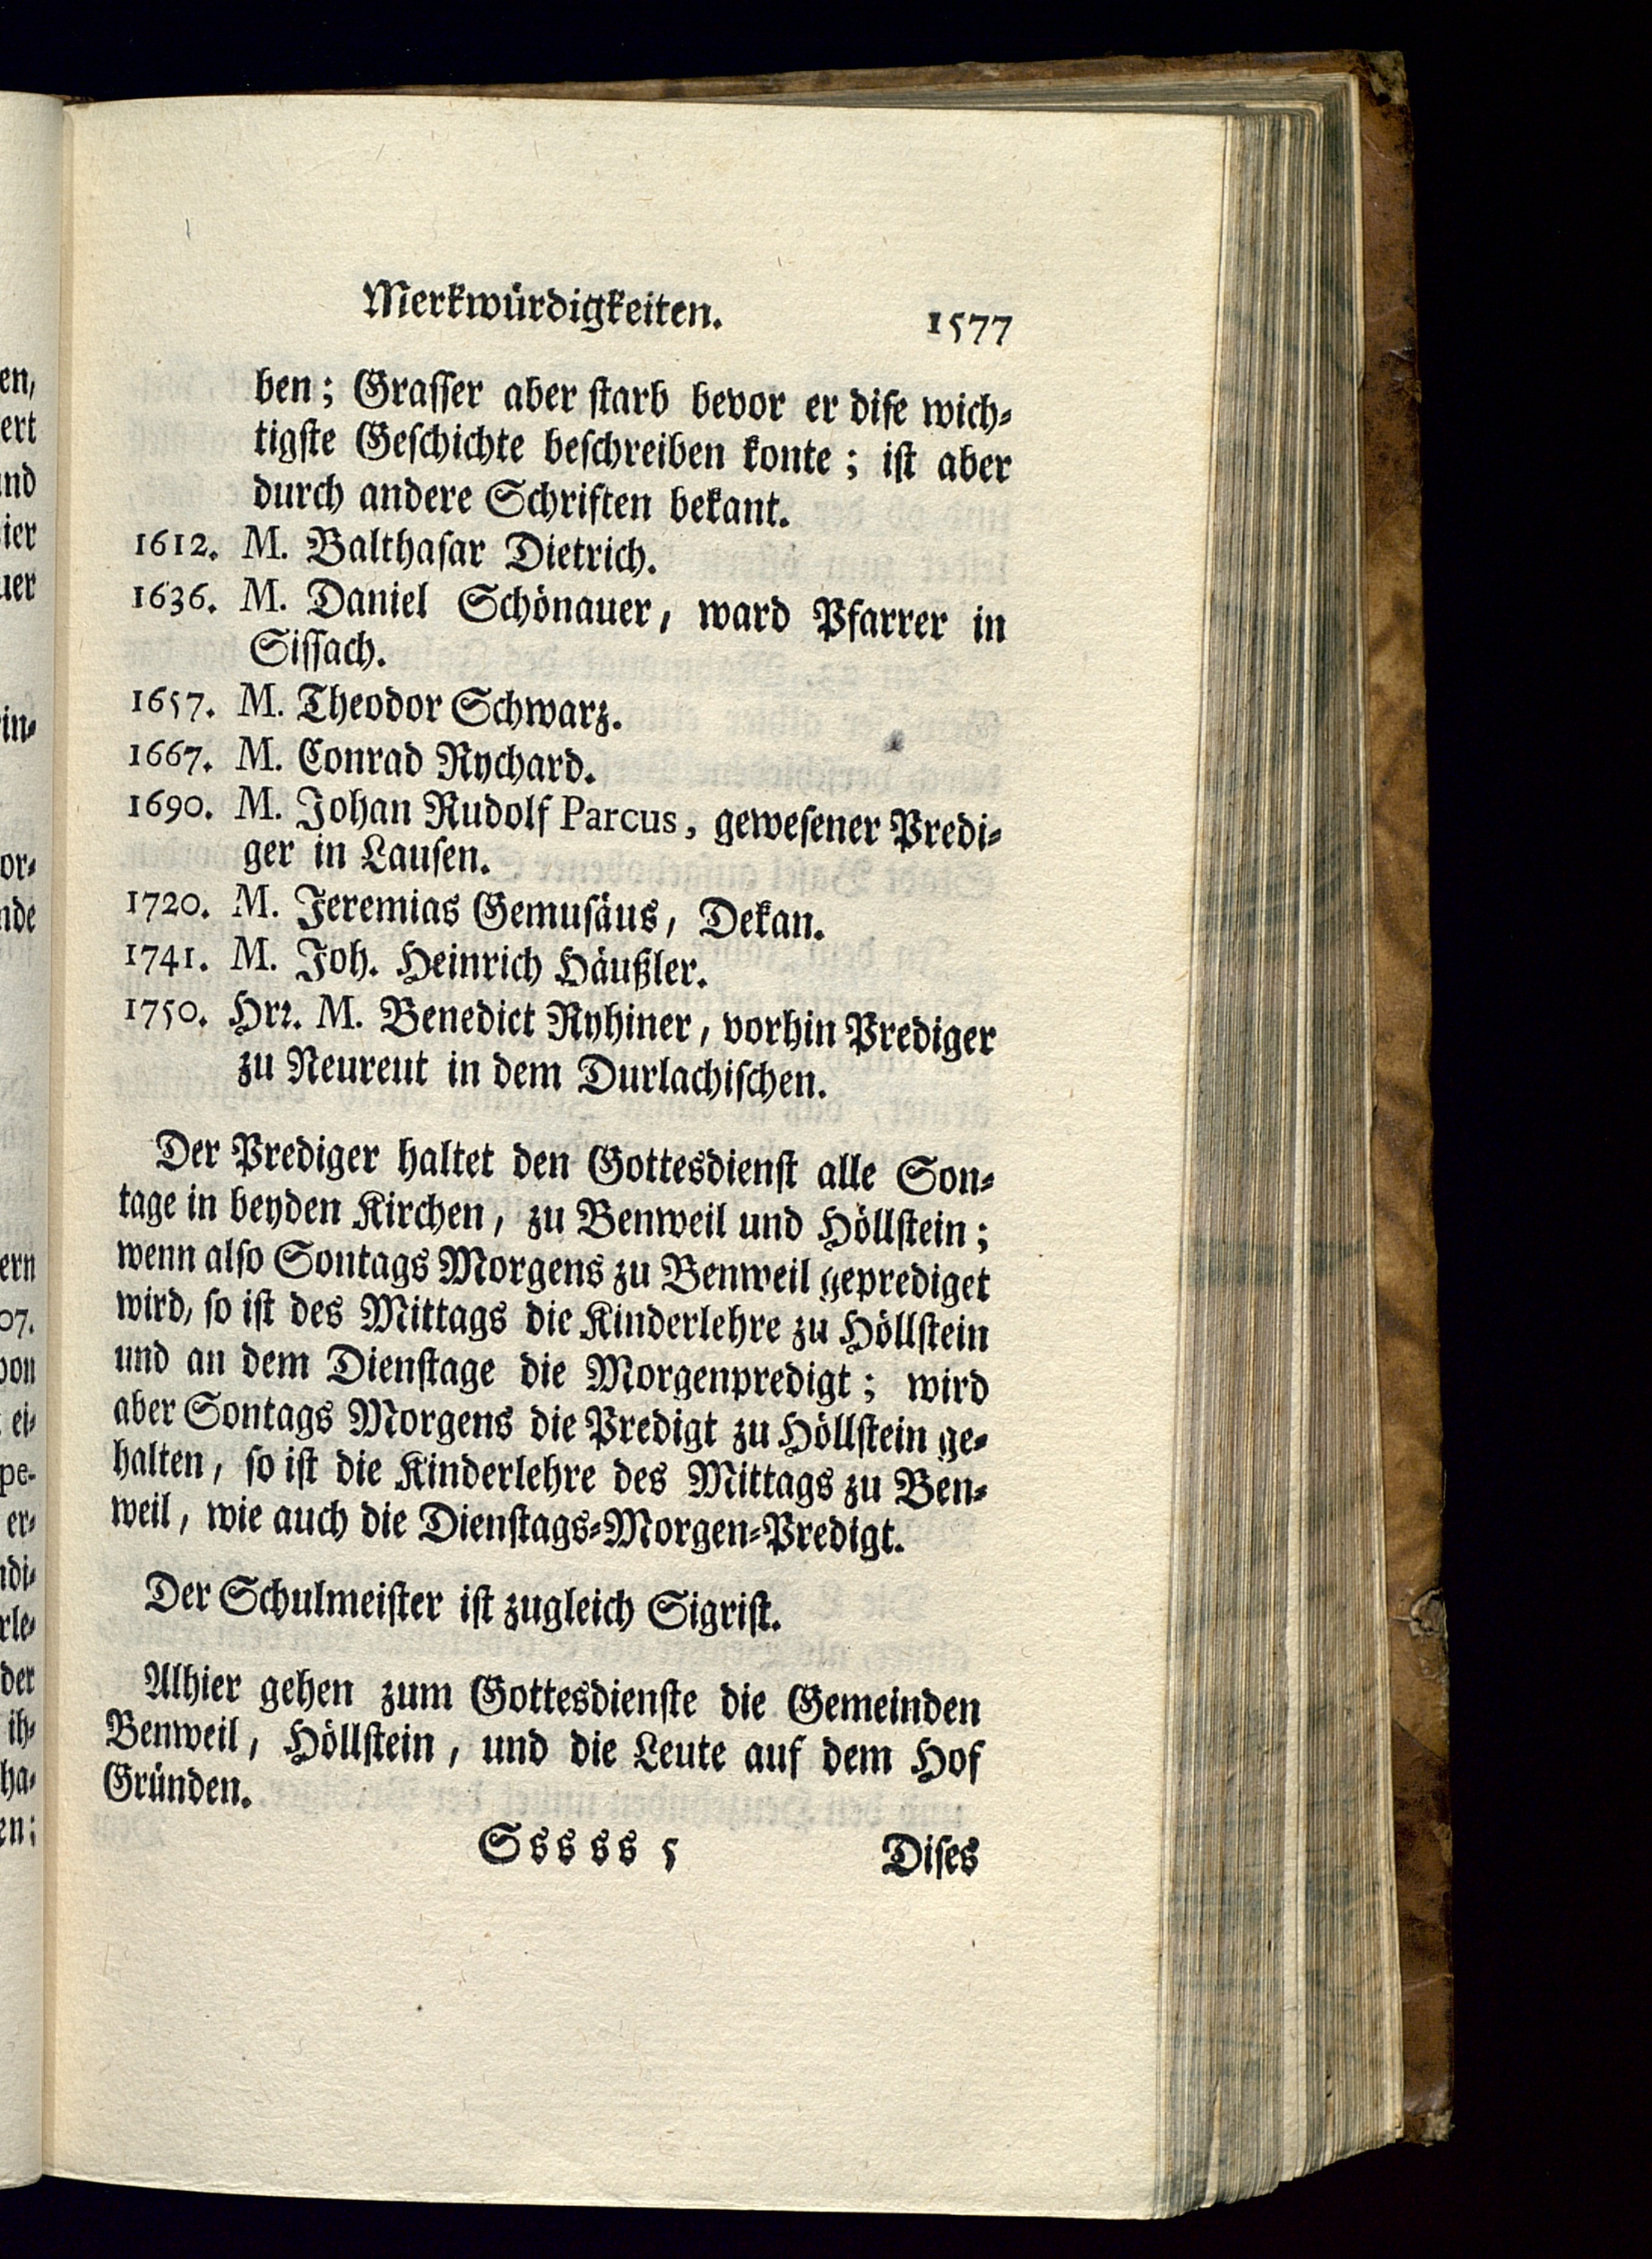 Merkwürdigkeiten. 1577
ben; Graſſer aber ſtarb bevor er diſe wich⸗
tigſte Geſchichte beſchreiben konte; iſt aber
durch andere Schriften bekant.
1612. M. Balthaſar Dietrich.
1636. M. Daniel Schönauer, ward Pfarrer in
Siſſach.
1657. M. Theodor Schwarz.
1667. M. Conrad Rychard.
1690. M. Johan Rudolf Parcus, geweſener Predi⸗
ger in Lauſen.
1720. M. Jeremias Gemuſäus, Dekan.
1741. M. Joh. Heinrich Häußler.
1750. Hrꝛ. M. Benedict Ryhiner, vorhin Prediger
zu Neureut in dem Durlachiſchen.
Der Prediger haltet den Gottesdienſt alle Son⸗
tage in beyden Kirchen, zu Benweil und Höllſtein;
wenn alſo Sontags Morgens zu Benweil geprediget
wird, ſo iſt des Mittags die Kinderlehre zu Höllſtein
und an dem Dienſtage die Morgenpredigt; wird
aber Sontags Morgens die Predigt zu Höllſtein ge⸗
halten, ſo iſt die Kinderlehre des Mittags zu Ben⸗
weil, wie auch die Dienſtags⸗Morgen⸗Predigt.
Der Schulmeiſter iſt zugleich Sigriſt.
Alhier gehen zum Gottesdienſte die Gemeinden
Benweil, Höllſtein, und die Leute auf dem Hof
Gründen.
Sssss 5 Diſes